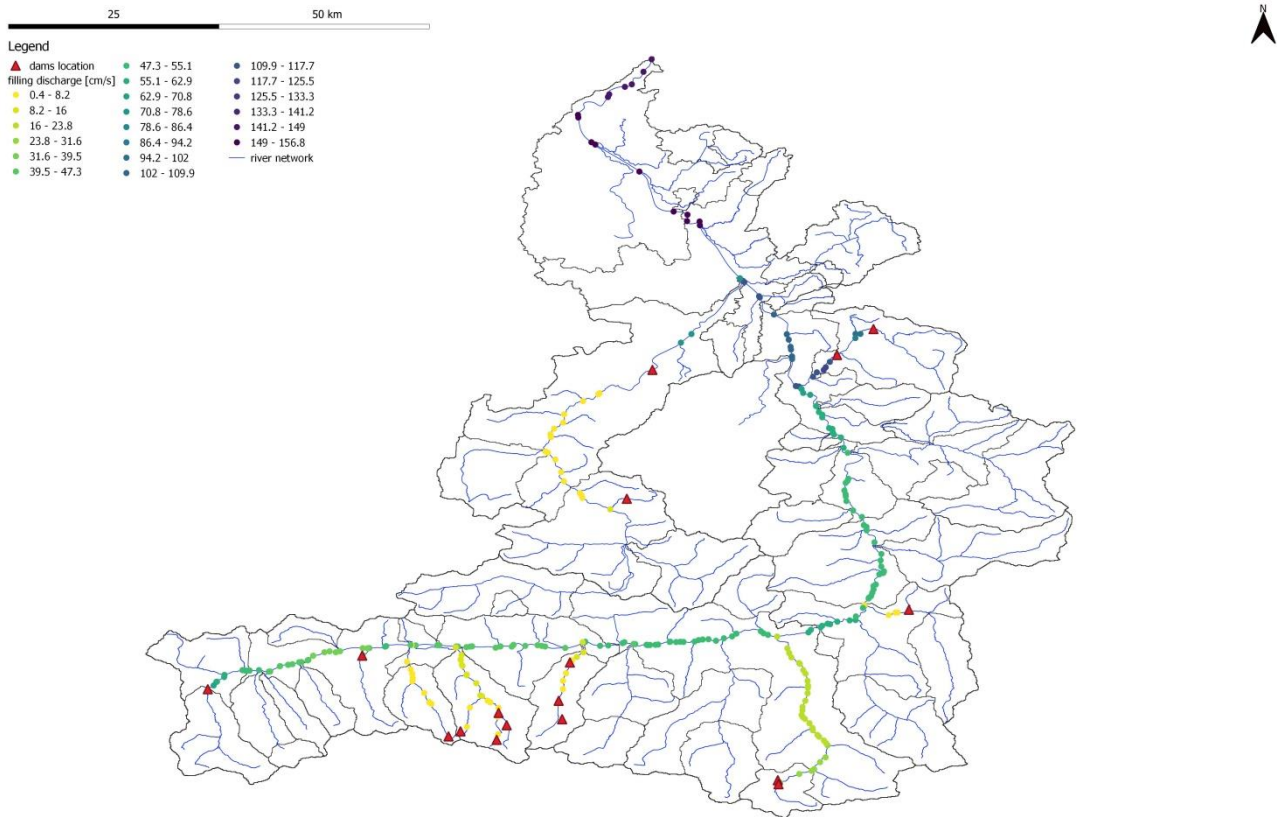 25
50 km
N
Legend
dams location
filling discharge [cm/s]
0.4 - 8.2
8.2 - 16
16 - 23.8
23.8 - 31.6
31.6 - 39.5
39.5 - 47.3
47.3 - 55.1
55.1 - 62.9
62.9 - 70.8
70.8 - 78.6
78.6 - 86.4
86.4 - 94.2
94.2 - 102
102 - 109.9
109.9 - 117.7
117.7 - 125.5
125.5 - 133.3
133.3 - 141.2
141.2 - 149
149 - 156.8
river network